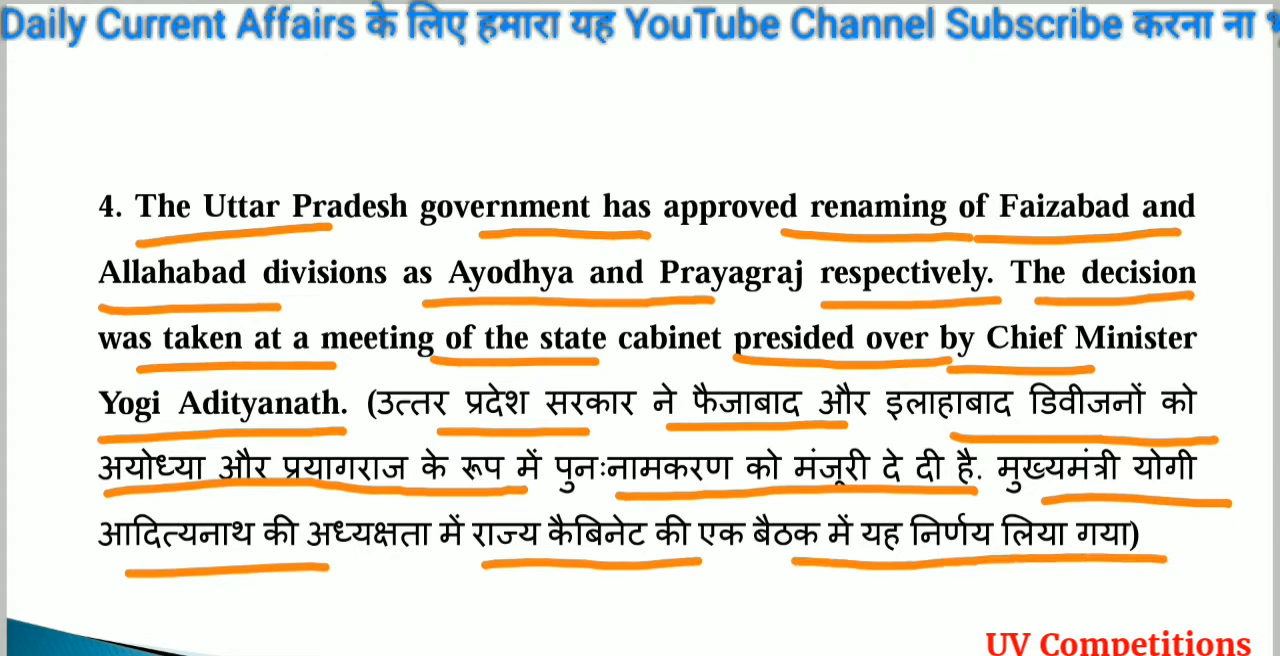 Daily Current Affairs के लिए हमारा यह YouTube Channel Subscribe करना ना
4. The Uttar Pradesh government has approved renaming of Faizabad and
Allahabad divisions as Ayodhya and Prayagraj respectively. The decision
was taken at a meeting of the state cabinet presided over by Chief Minister
Yogi Adityanath. (उत्तर प्रदेश सरकार ने फैजाबाद और इलाहाबाद डिवीजनों को
अयोध्या और प्रयागराज के रूप में पुनःनामकरण को मंजूरी दे दी है. मुख्यमंत्री योगी
आदित्यनाथ की अध्यक्षता में राज्य कैबिनेट की एक बैठक में यह निर्णय लिया गया)
UV Competitions